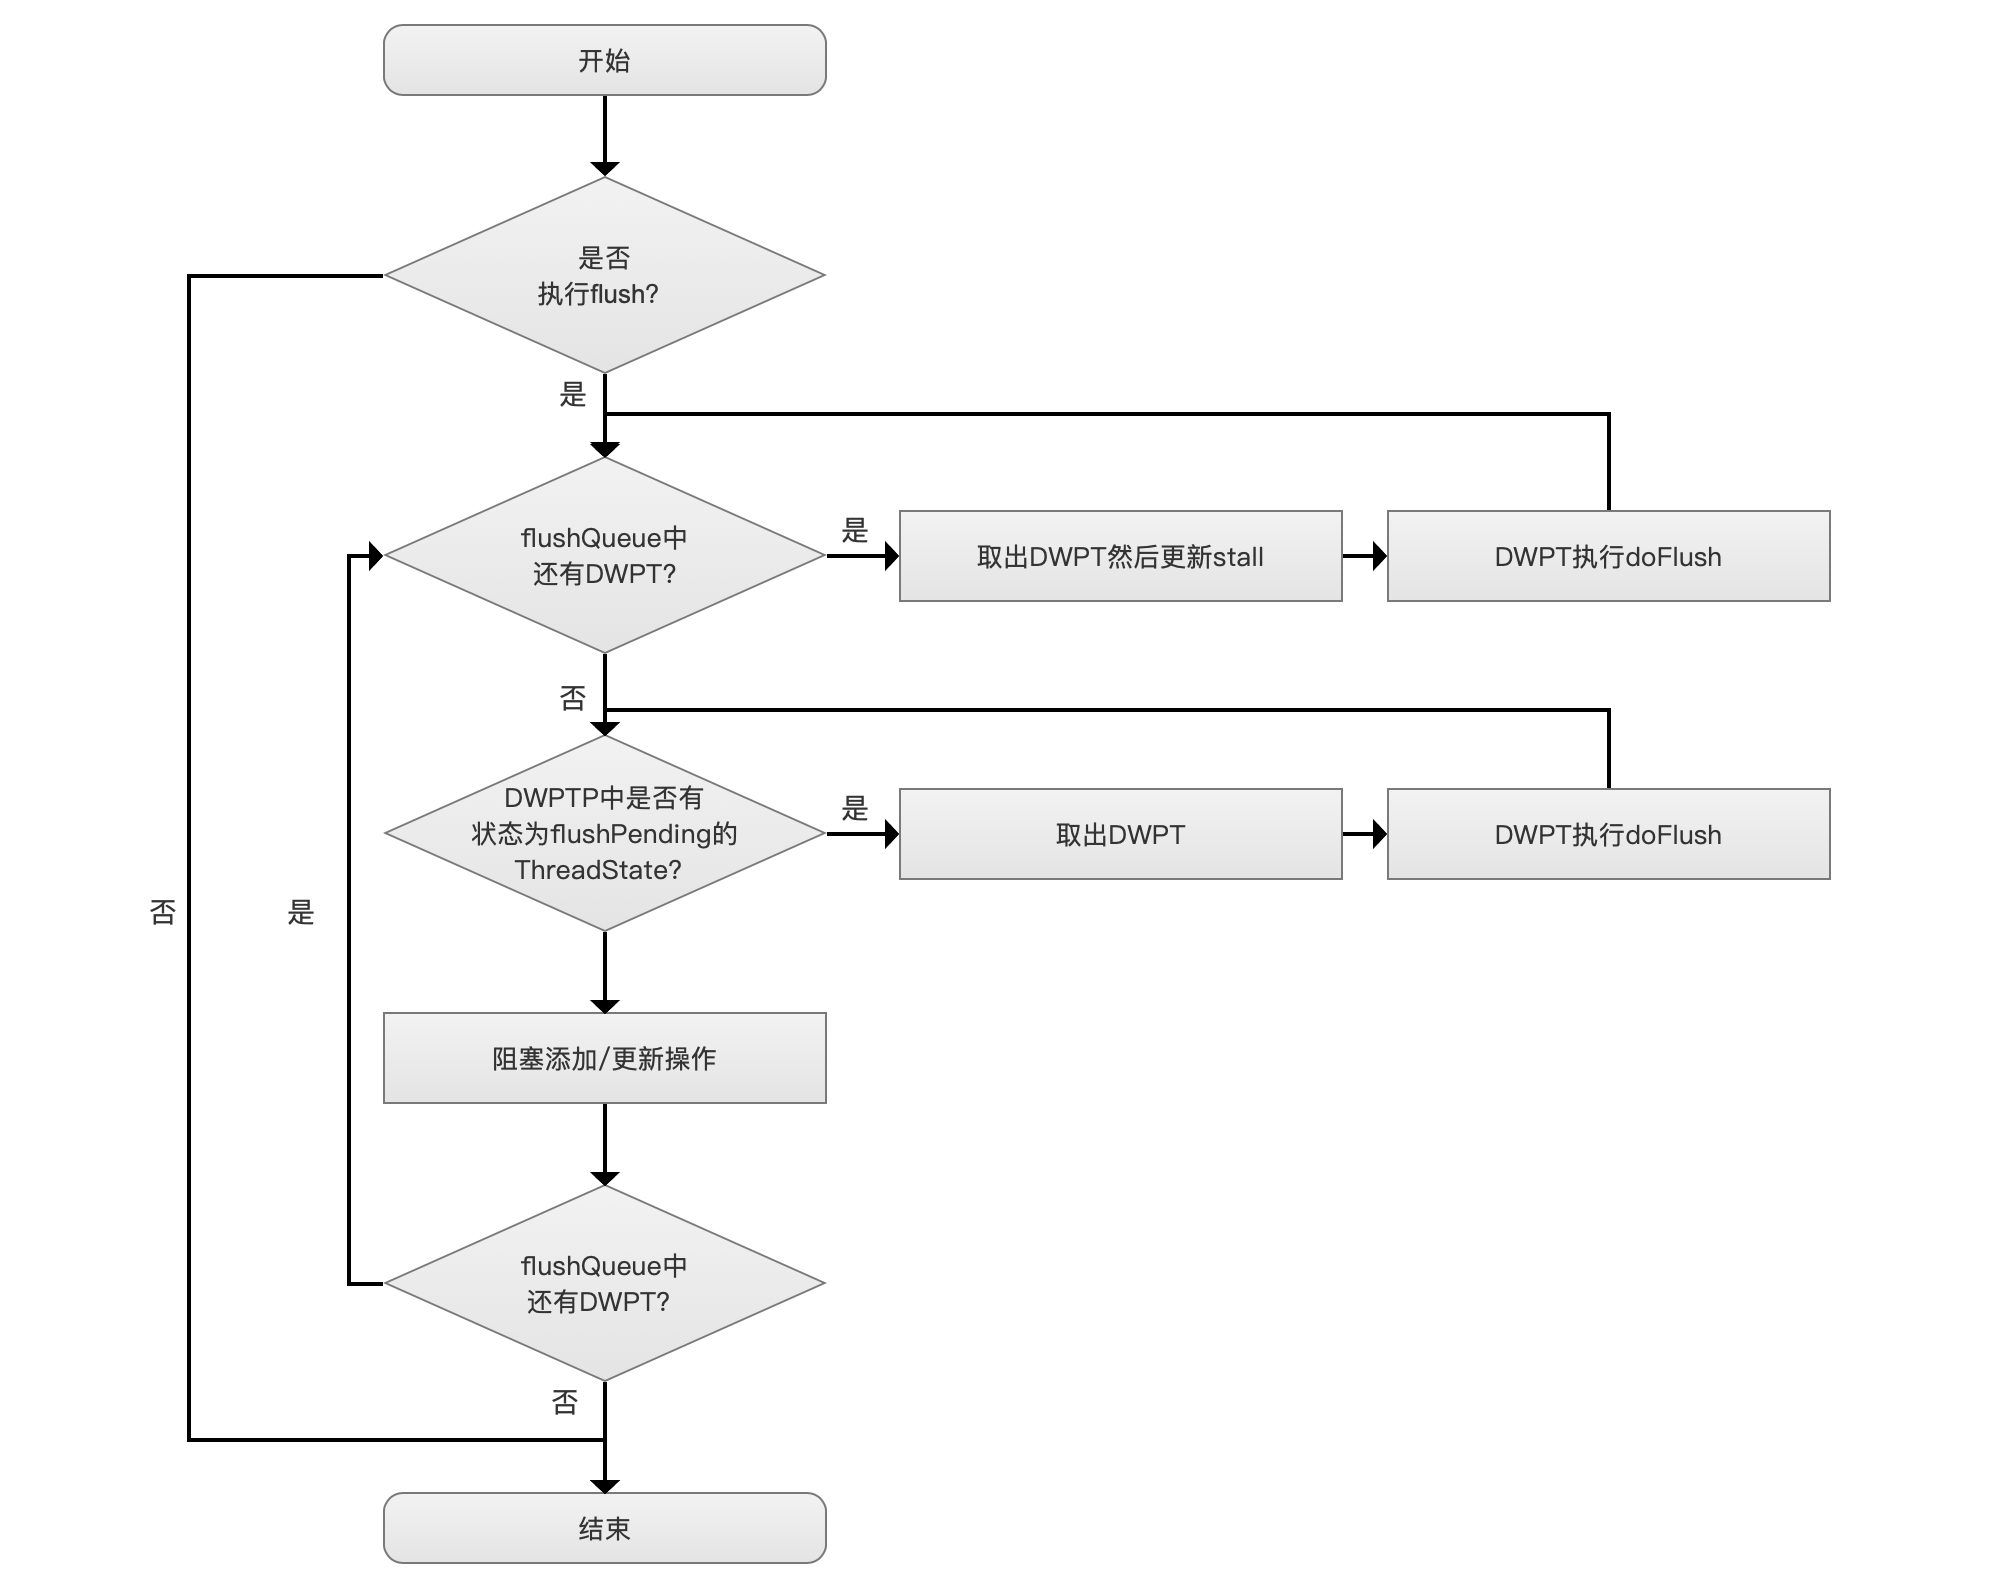 开始
是否
执行flush?
是
flushQueue中
还有DWPT?
是
取出DWPT然后更新stall
DWPT执行doFlush
否
DWPTP中是否有
状态为flushPending的
ThreadState?
是
取出DWPT
DWPT执行doFlush
否
是
阻塞添加/更新操作
flushQueue中
还有DWPT?
否
结束